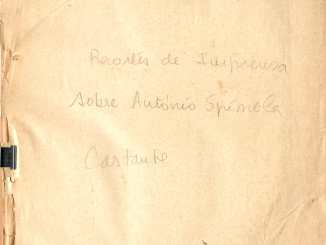 Recortes de Imprensa
sobre António Spínola
Castanho